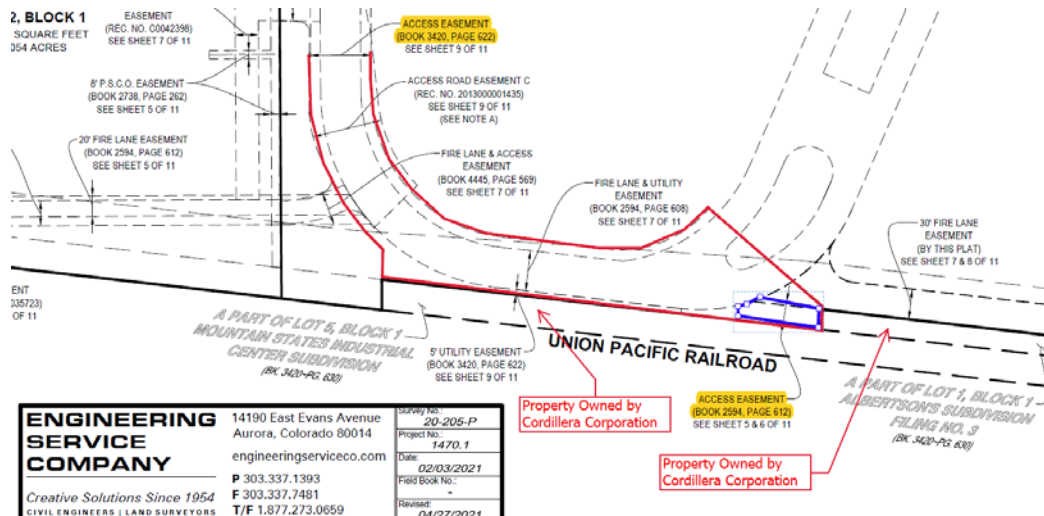 2, BLOCK 1
SQUARE FEET
054 ACRES
EASEMENT
(REC. NO. C0042398)
SEE SHEET 7 OF 11
8' P.S.C.O. EASEMENT
(BOOK 2738, PAGE 262)
SEE SHEET 5 OF 11
20' FIRE LANE EASEMENT
(BOOK 2594, PAGE 612)
SEE SHEET 5 OF 11
ACCESS EASEMENT
(BOOK 3420, PAGE 622)
SEE SHEET 9 OF 11
ACCESS ROAD EASEMENT C
(REC. NO. 2013000001435)
SEE SHEET 9 OF 11
(SEE NOTE A)
FIRE LANE & ACCESS
EASEMENT
(BOOK 4445, PAGE 569)
SEE SHEET 7 OF 11
FIRE LANE & UTILITY
EASEMENT
(BOOK 2594, PAGE 608)
SEE SHEET 7 OF 11
30' FIRE LANE
EASEMENT
(BY THIS PLAT)
SEE SHEET 7 & 8 OF 11
ENT
035723)
OF 11
A PART OF LOT 5, BLOCK 1
MOUNTAIN STATES INDUSTRIAL
CENTER SUBDIVISION
(BK. 3420-PG. 630)
5' UTILITY EASEMENT
(BOOK 3420, PAGE 622)
SEE SHEET 9 OF 11
UNION PACIFIC RAILROAD
Property Owned by
Cordillera Corporation
ACCESS EASEMENT
(BOOK 2594, PAGE 612)
SEE SHEET 5 & 6 OF 11
A PART OF LOT 1, BLOCK 1
ALBERTSON'S SUBDIVISION
FILING NO. 3
(BK. 3420-PG. 630)
Property Owned by
Cordillera Corporation
ENGINEERING
SERVICE
COMPANY
Creative Solutions Since 1954
CIVIL ENGINEERS | LAND SURVEYORS
14190 East Evans Avenue
Aurora, Colorado 80014
engineeringserviceco.com
P 303.337.1393
F 303.337.7481
T/F 1.877.273.0659
Survey No.:
20-205-P
Project No.:
1470.1
Date:
02/03/2021
Field Book No.:
-
Revised:
04/27/2021